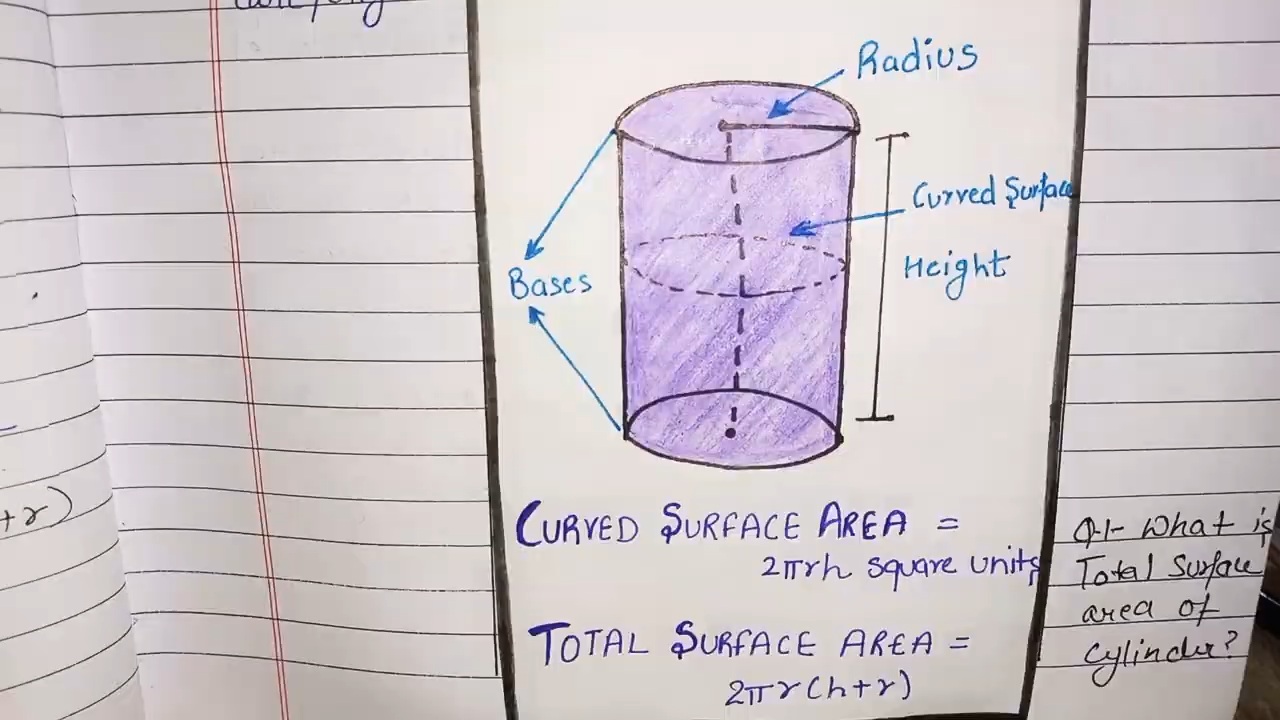 Radius
Curved Surface
Height
Bases
+r)
CURVED SURFACE AREA =
2πrh square units
TOTAL SURFACE AREA =
2πr(h+r)
Q.1- What is
Total Surface
area of
Cylinder?